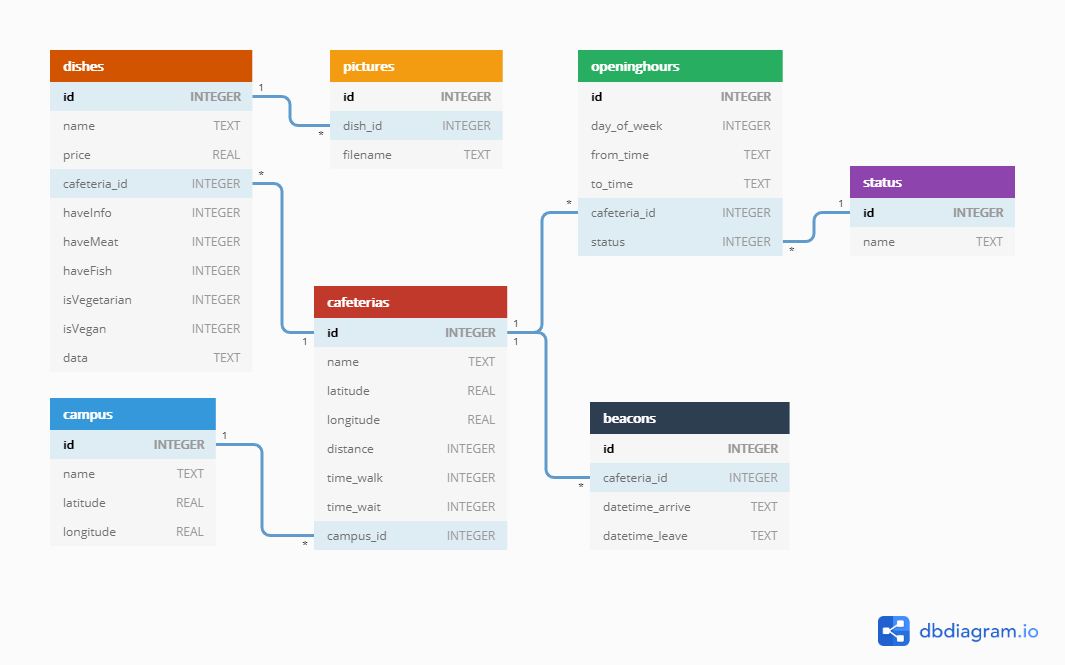 dishes
id INTEGER
name TEXT
price REAL
cafeteria_id INTEGER
haveInfo INTEGER
haveMeat INTEGER
haveFish INTEGER
isVegetarian INTEGER
isVegan INTEGER
data TEXT
1
*
pictures
id INTEGER
dish_id INTEGER
filename TEXT
*
openinghours
id INTEGER
day_of_week INTEGER
from_time TEXT
to_time TEXT
cafeteria_id INTEGER
status INTEGER
*
*
status
id INTEGER
name TEXT
1
cafeterias
id INTEGER
name TEXT
latitude REAL
longitude REAL
distance INTEGER
time_walk INTEGER
time_wait INTEGER
campus_id INTEGER
1
1
1
*
campus
id INTEGER
name TEXT
latitude REAL
longitude REAL
1
beacons
id INTEGER
cafeteria_id INTEGER
datetime_arrive TEXT
datetime_leave TEXT
*
dbdiagram.io